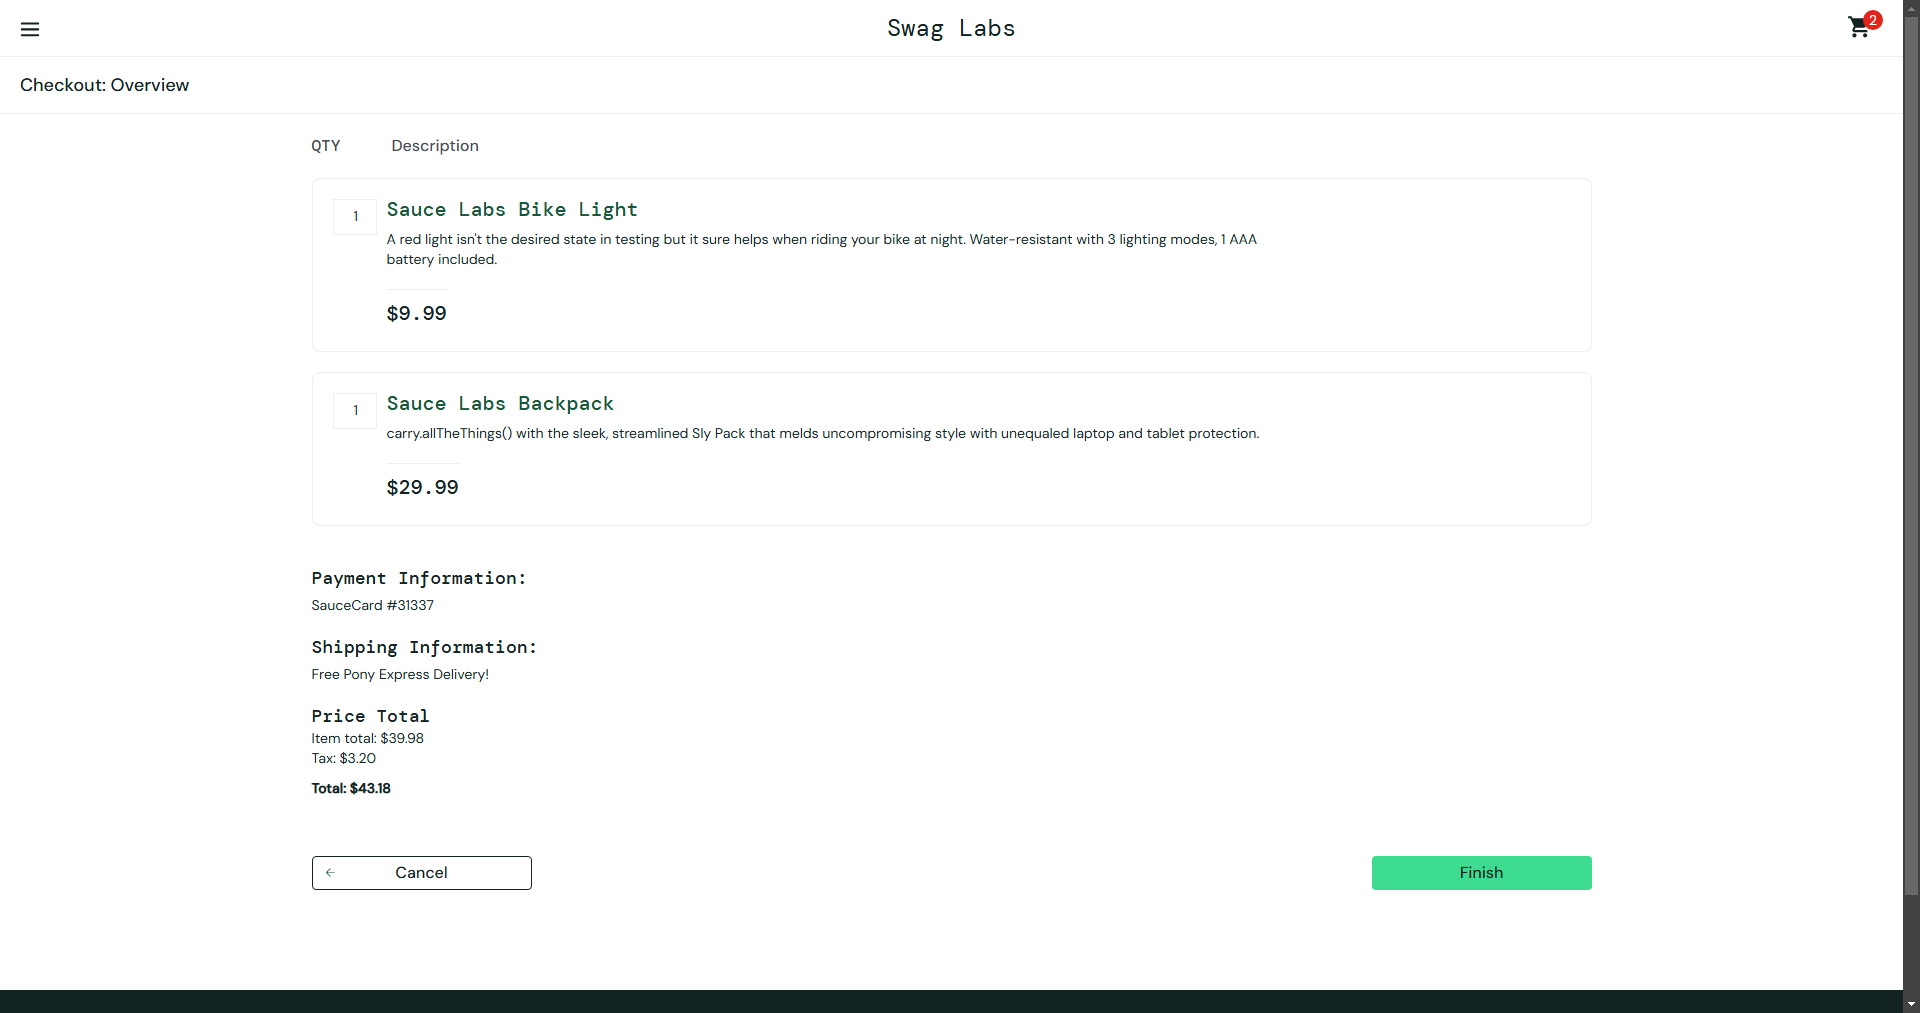 Swag Labs
2
Checkout: Overview
QTY Description
1
Sauce Labs Bike Light
A red light isn't the desired state in testing but it sure helps when riding your bike at night. Water-resistant with 3 lighting modes, 1 AAA
battery included.
$9.99
1
Sauce Labs Backpack
carry.allTheThings() with the sleek, streamlined Sly Pack that melds uncompromising style with unequaled laptop and tablet protection.
$29.99
Payment Information:
SauceCard #31337
Shipping Information:
Free Pony Express Delivery!
Price Total
Item total: $39.98
Tax: $3.20
Total: $43.18
Cancel
Finish